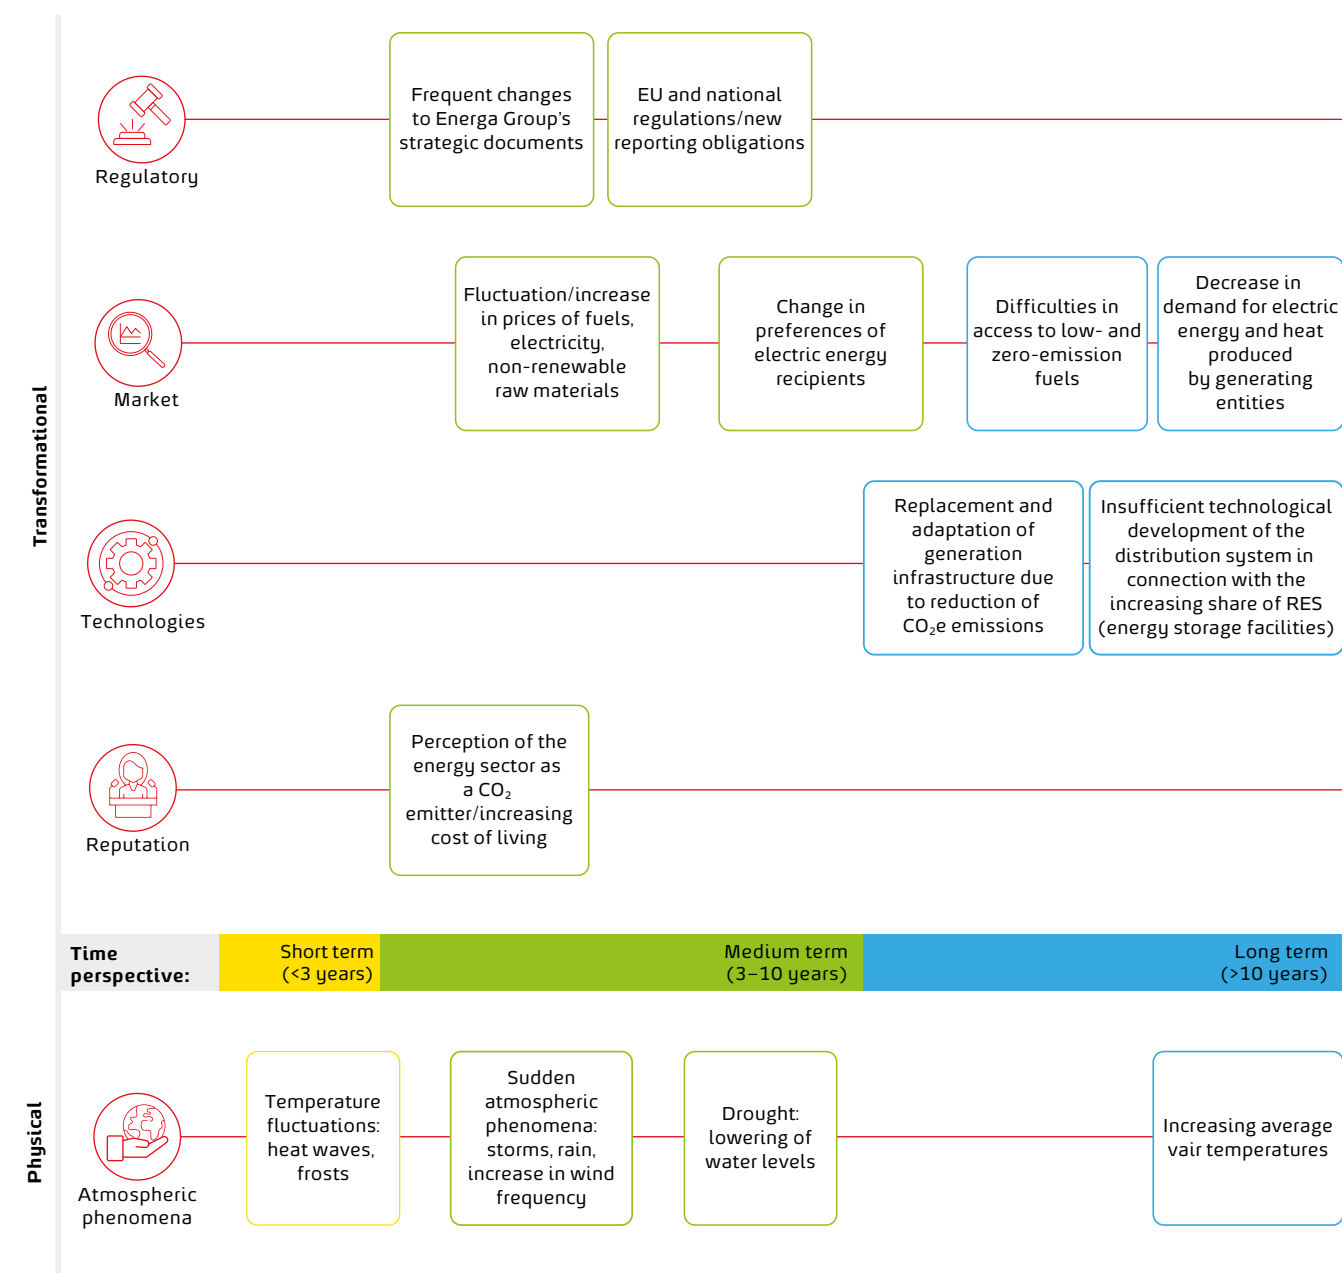 Transformational
Regulatory
Frequent changes
to Energa Group's
strategic documents
EU and national
regulations/new
reporting obligations
Market
Fluctuation/increase
in prices of fuels,
electricity,
non-renewable
raw materials
Change in
preferences of
electric energy
recipients
Difficulties in
access to low- and
zero-emission
fuels
Decrease in
demand for electric
energy and heat
produced
by generating
entities
Technologies
Replacement and
adaptation of
generation
infrastructure due
to reduction of
CO₂e emissions
Insufficient technological
development of the
distribution system in
connection with the
increasing share of RES
(energy storage facilities)
Reputation
Perception of the
energy sector as
a CO₂
emitter/increasing
cost of living
Time
perspective:
Short term
(<3 years)
Medium term
(3–10 years)
Long term
(>10 years)
Physical
Atmospheric
phenomena
Temperature
fluctuations:
heat waves,
frosts
Sudden
atmospheric
phenomena:
storms, rain,
increase in wind
frequency
Drought:
lowering of
water levels
Increasing average
vair temperatures